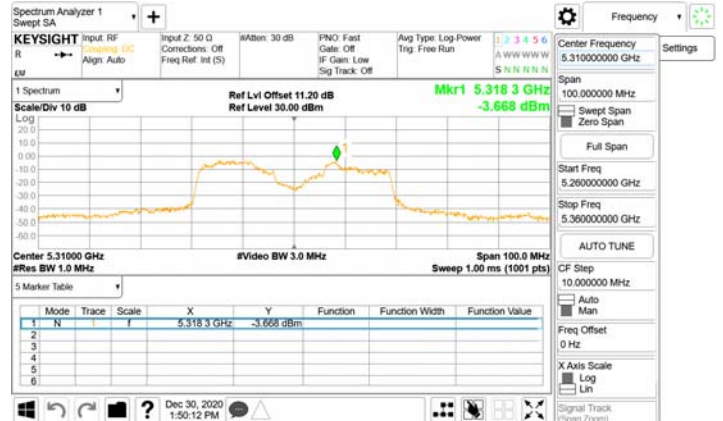 Spectrum Analyzer 1
Swept SA
Frequency
Settings
KEYSIGHT
R
Input: RF
Coupling: DC
Align: Auto
Input Z: 50 Ω
Corrections: Off
Freq Ref: Int (S)
#Atten: 30 dB
PNO: Fast
Gate: Off
IF Gain: Low
Sig Track: Off
Avg Type: Log-Power
Trig: Free Run
1 2 3 4 5 6
A W W W W W
S N N N N N
1 Spectrum
Scale/Div 10 dB
Ref Lvl Offset 11.20 dB
Ref Level 30.00 dBm
Mkr1 5.318 3 GHz
-3.668 dBm
Log
20.0
10.0
0.00
-10.0
-20.0
-30.0
-40.0
-50.0
-60.0
1
Center 5.31000 GHz
#Res BW 1.0 MHz
#Video BW 3.0 MHz
Span 100.0 MHz
Sweep 1.00 ms (1001 pts)
5 Marker Table
Mode Trace Scale X Y Function Function Width Function Value
1 N 1 f 5.318 3 GHz -3.668 dBm
2
3
4
5
6
Dec 30, 2020
1:50:12 PM
Center Frequency
5.310000000 GHz
Span
100.000000 MHz
Swept Span
Zero Span
Full Span
Start Freq
5.260000000 GHz
Stop Freq
5.360000000 GHz
AUTO TUNE
CF Step
10.000000 MHz
Auto
Man
Freq Offset
0 Hz
X Axis Scale
Log
Lin
Signal Track
(Span Zoom)